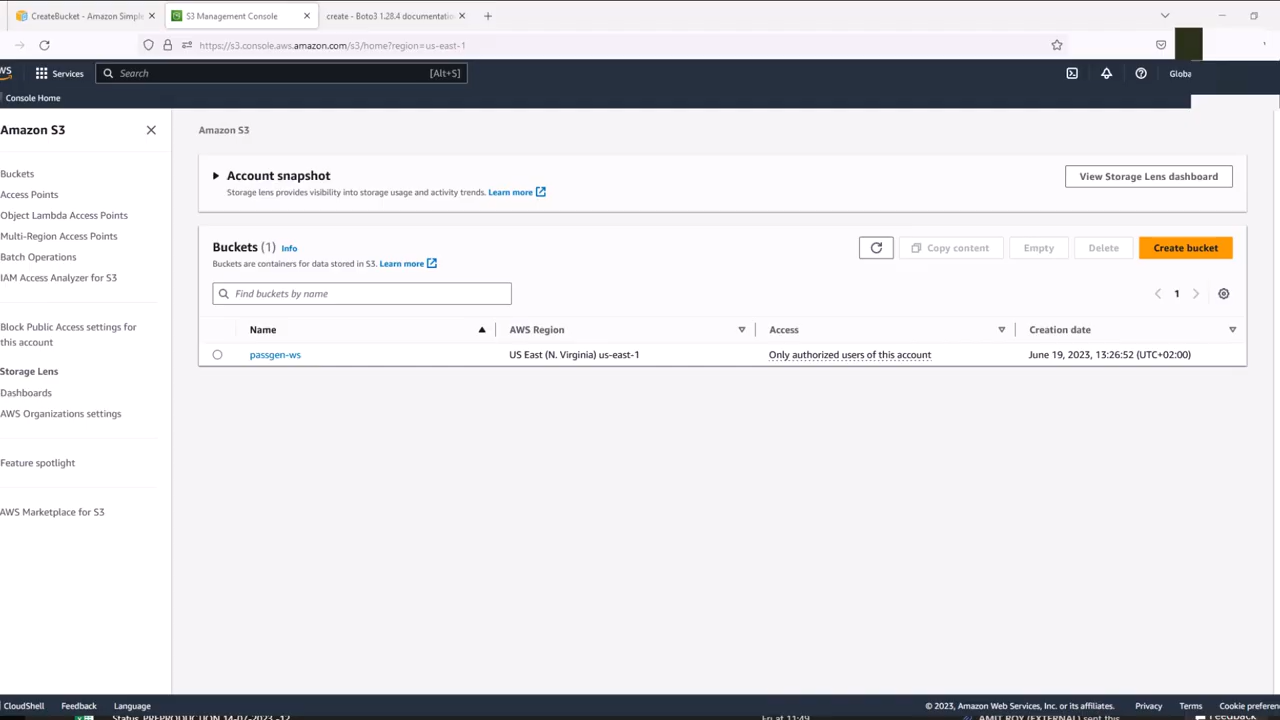 CreateBucket - Amazon Simple
S3 Management Console
create - Boto3 1.28.4 documentation
https://s3.console.aws.amazon.com/s3/home?region=us-east-1
Services
Search
[Alt+S]
Globa
Console Home
Amazon S3
Buckets
Access Points
Object Lambda Access Points
Multi-Region Access Points
Batch Operations
IAM Access Analyzer for S3
Block Public Access settings for
this account
Storage Lens
Dashboards
AWS Organizations settings
Feature spotlight
AWS Marketplace for S3
Amazon S3
Account snapshot
View Storage Lens dashboard
Storage lens provides visibility into storage usage and activity trends. Learn more
Buckets (1) Info
Buckets are containers for data stored in S3. Learn more
Copy content
Empty
Delete
Create bucket
Find buckets by name
1
Name AWS Region Access Creation date
passgen-ws US East (N. Virginia) us-east-1 Only authorized users of this account June 19, 2023, 13:26:52 (UTC+02:00)
CloudShell Feedback Language © 2023, Amazon Web Services, Inc. or its affiliates. Privacy Terms Cookie preferen